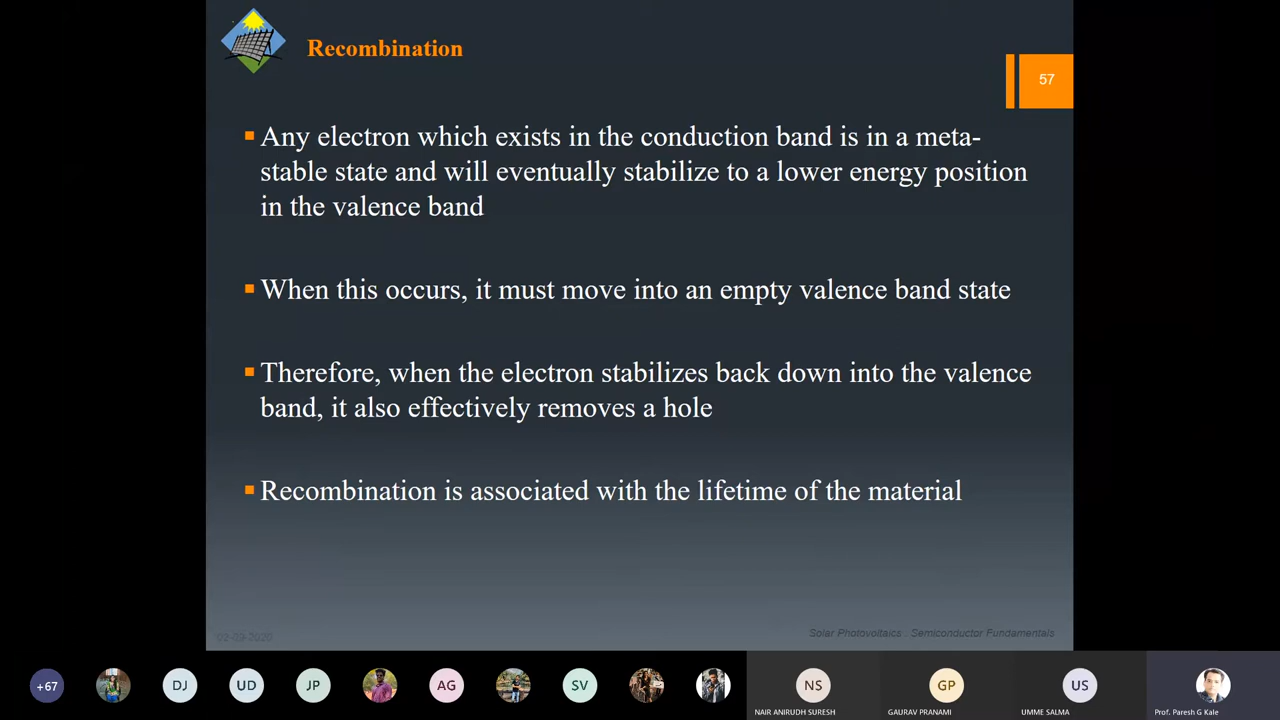 Recombination
57
Any electron which exists in the conduction band is in a meta-
stable state and will eventually stabilize to a lower energy position
in the valence band
When this occurs, it must move into an empty valence band state
Therefore, when the electron stabilizes back down into the valence
band, it also effectively removes a hole
Recombination is associated with the lifetime of the material
Solar Photovoltaics . Semiconductor Fundamentals
+67
DJ
UD
JP
AG
SV
NS
GP
US
NAIR ANIRUDH SURESH
GAURAV PRANAMI
UMME SALMA
Prof. Paresh G Kale